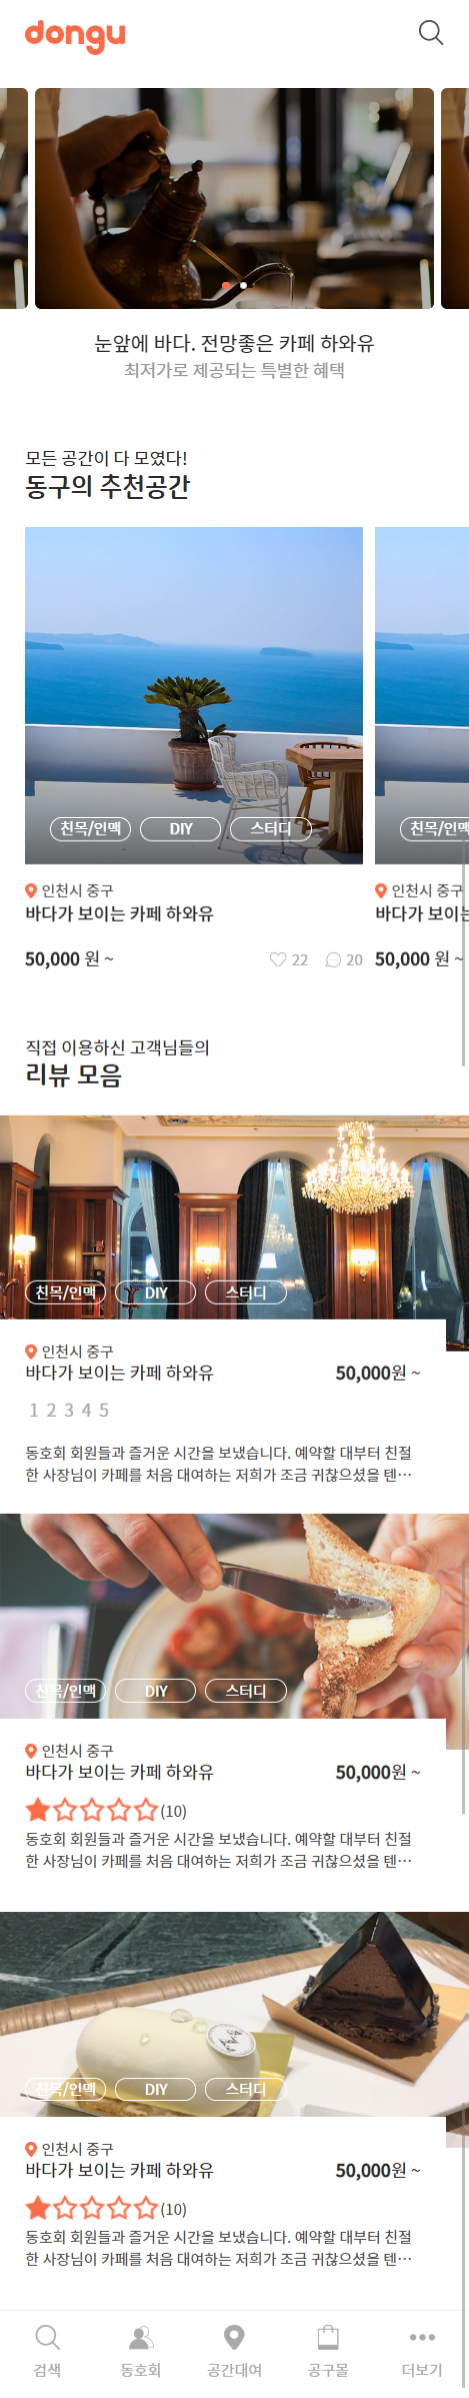 dongu
눈앞에 바다. 전망좋은 카페 하와유
최저가로 제공되는 특별한 혜택
모든 공간이 다 모였다!
동구의 추천공간
친목/인맥 DIY 스터디 친목/인맥
인천시 중구 인천시 중구
바다가 보이는 카페 하와유 바다가 보이는
50,000 원 ~ 22 20 50,000 원 ~
직접 이용하신 고객님들의
리뷰 모음
친목/인맥 DIY 스터디
인천시 중구
바다가 보이는 카페 하와유 50,000원 ~
1 2 3 4 5
동호회 회원들과 즐거운 시간을 보냈습니다. 예약할 대부터 친절
한 사장님이 카페를 처음 대여하는 저희가 조금 귀찮으셨을 텐…
친목/인맥 DIY 스터디
인천시 중구
바다가 보이는 카페 하와유 50,000원 ~
(10)
동호회 회원들과 즐거운 시간을 보냈습니다. 예약할 대부터 친절
한 사장님이 카페를 처음 대여하는 저희가 조금 귀찮으셨을 텐…
친목/인맥 DIY 스터디
인천시 중구
바다가 보이는 카페 하와유 50,000원 ~
(10)
동호회 회원들과 즐거운 시간을 보냈습니다. 예약할 대부터 친절
한 사장님이 카페를 처음 대여하는 저희가 조금 귀찮으셨을 텐…
검색 동호회 공간대여 공구몰 더보기